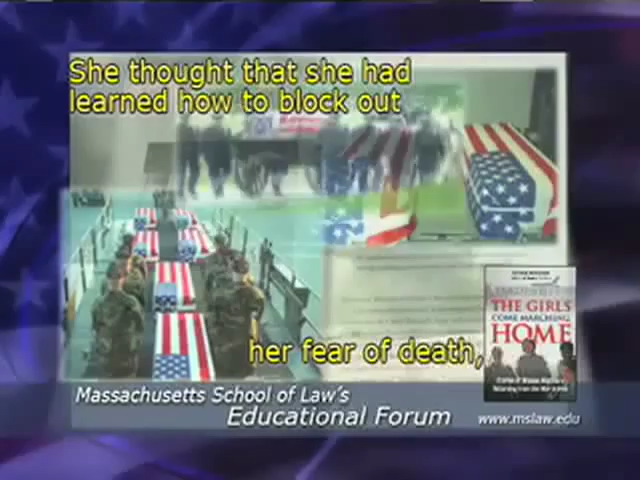 She thought that she had
learned how to block out
her fear of death,
THE GIRLS
COME MARCHING
HOME
Massachusetts School of Law's
Educational Forum
www.mslaw.edu